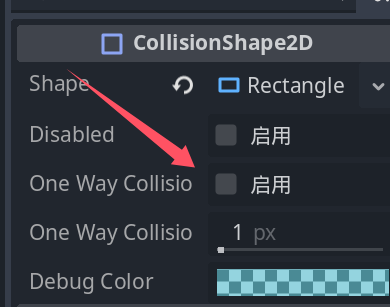 CollisionShape2D
Shape Rectangle
Disabled 启用
One Way Collisio 启用
One Way Collisio 1 px
Debug Color